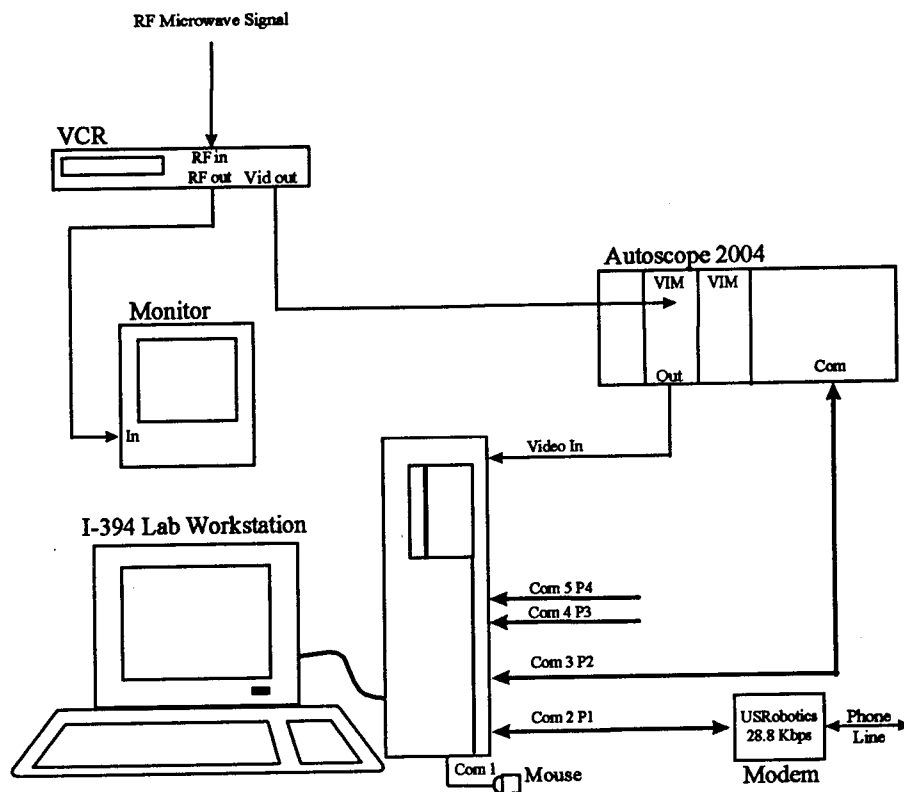 RF Microwave Signal
VCR
RF in
RF out
Vid out
Autoscope 2004
VIM
VIM
Monitor
Com
Out
In
Video In
I-394 Lab Workstation
Com 5 P4
Com 4 P3
Com 3 P2
Com 2 P1
USRobotics
28.8 Kbps
Phone
Line
Com 1
Mouse
Modem